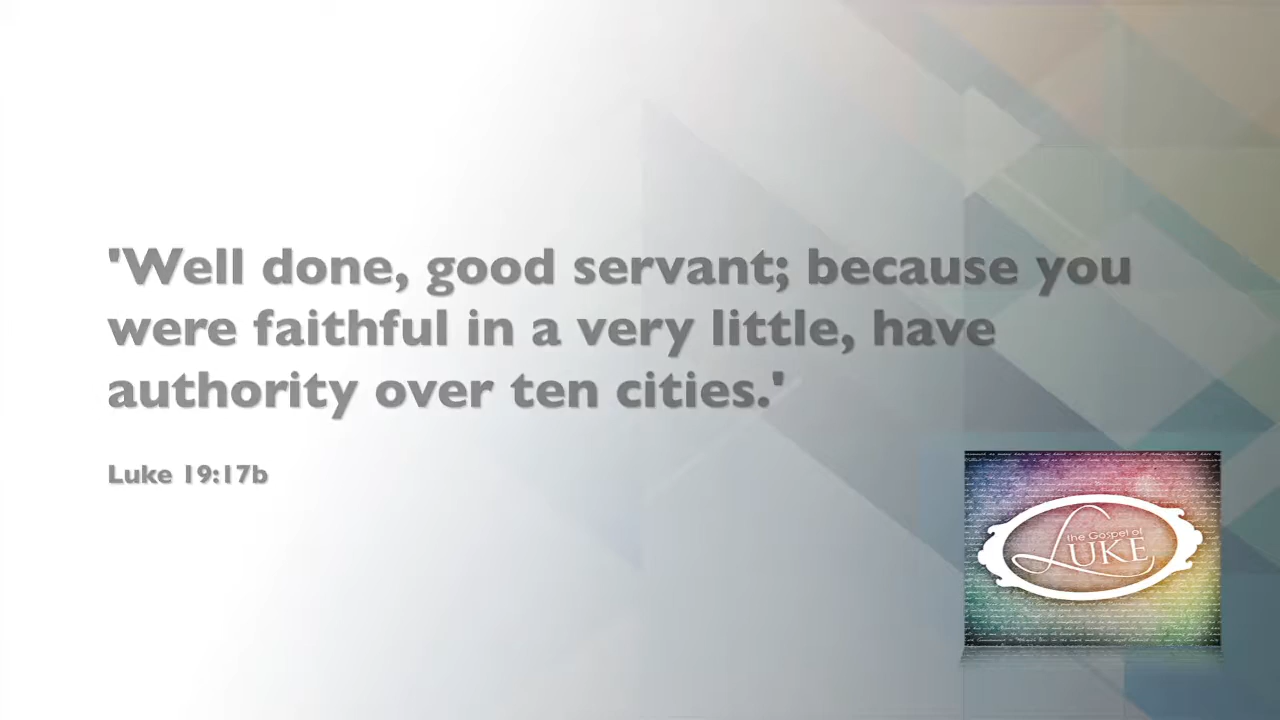 'Well done, good servant; because you
were faithful in a very little, have
authority over ten cities.'
Luke 19:17b
the Gospel of
LUKE